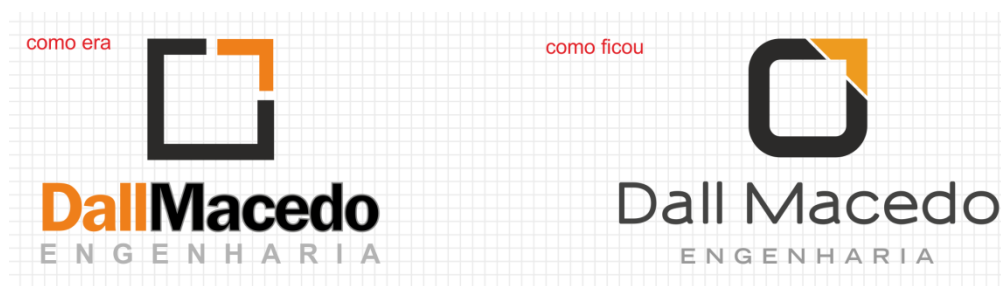 como era
DallMacedo
ENGENHARIA
como ficou
Dall Macedo
ENGENHARIA